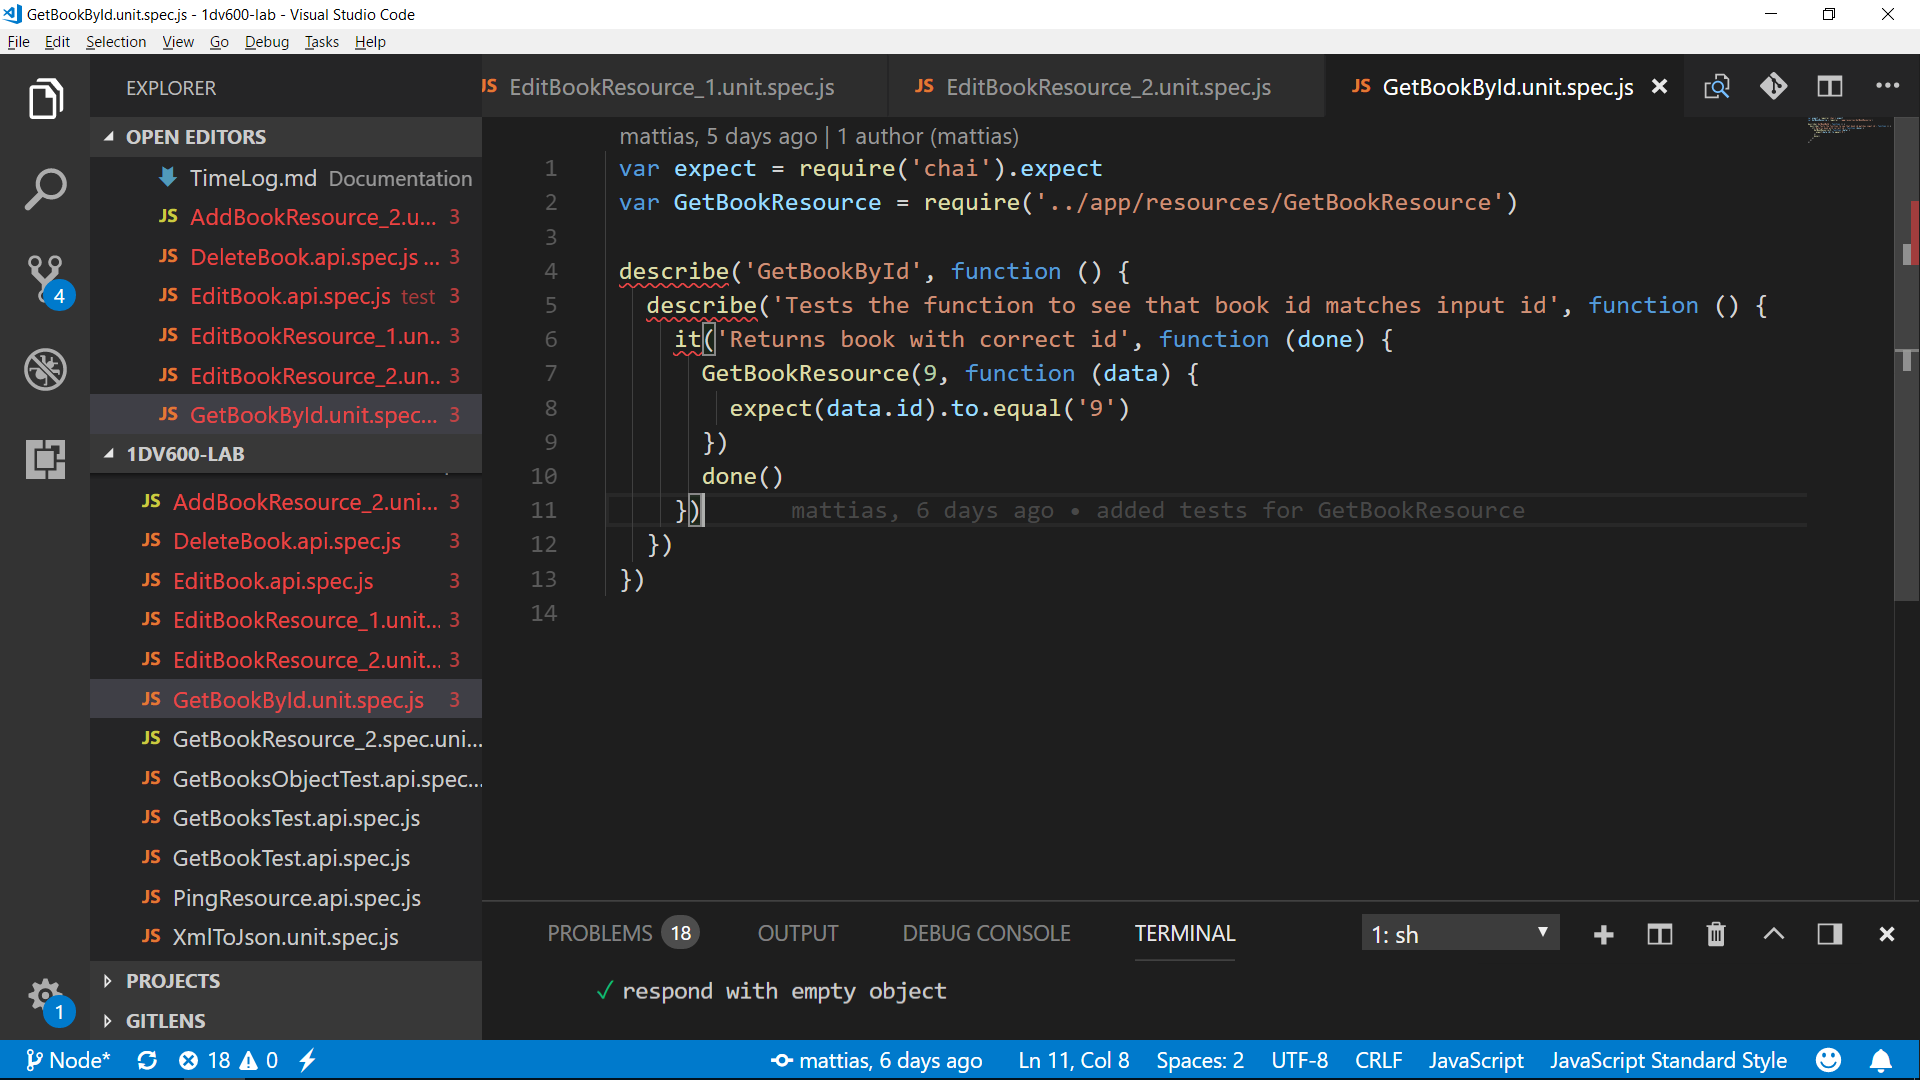 GetBookById.unit.spec.js - 1dv600-lab - Visual Studio Code
File Edit Selection View Go Debug Tasks Help
EXPLORER
OPEN EDITORS
TimeLog.md Documentation
JS AddBookResource_2.u... 3
JS DeleteBook.api.spec.js ... 3
JS EditBook.api.spec.js test 3
JS EditBookResource_1.un.. 3
JS EditBookResource_2.un.. 3
JS GetBookById.unit.spec... 3
1DV600-LAB
JS AddBookResource_2.uni... 3
JS DeleteBook.api.spec.js 3
JS EditBook.api.spec.js 3
JS EditBookResource_1.unit... 3
JS EditBookResource_2.unit... 3
JS GetBookById.unit.spec.js 3
JS GetBookResource_2.spec.uni...
JS GetBooksObjectTest.api.spec...
JS GetBooksTest.api.spec.js
JS GetBookTest.api.spec.js
JS PingResource.api.spec.js
JS XmlToJson.unit.spec.js
PROJECTS
GITLENS
4
1
JS EditBookResource_1.unit.spec.js JS EditBookResource_2.unit.spec.js JS GetBookById.unit.spec.js
mattias, 5 days ago | 1 author (mattias)
1 var expect = require('chai').expect
2 var GetBookResource = require('../app/resources/GetBookResource')
3
4 describe('GetBookById', function () {
5 describe('Tests the function to see that book id matches input id', function () {
6 it('Returns book with correct id', function (done) {
7 GetBookResource(9, function (data) {
8 expect(data.id).to.equal('9')
9 })
10 done()
11 }) mattias, 6 days ago • added tests for GetBookResource
12 })
13 })
14
PROBLEMS 18 OUTPUT DEBUG CONSOLE TERMINAL 1: sh
✓ respond with empty object
Node* 18 0 mattias, 6 days ago Ln 11, Col 8 Spaces: 2 UTF-8 CRLF JavaScript JavaScript Standard Style